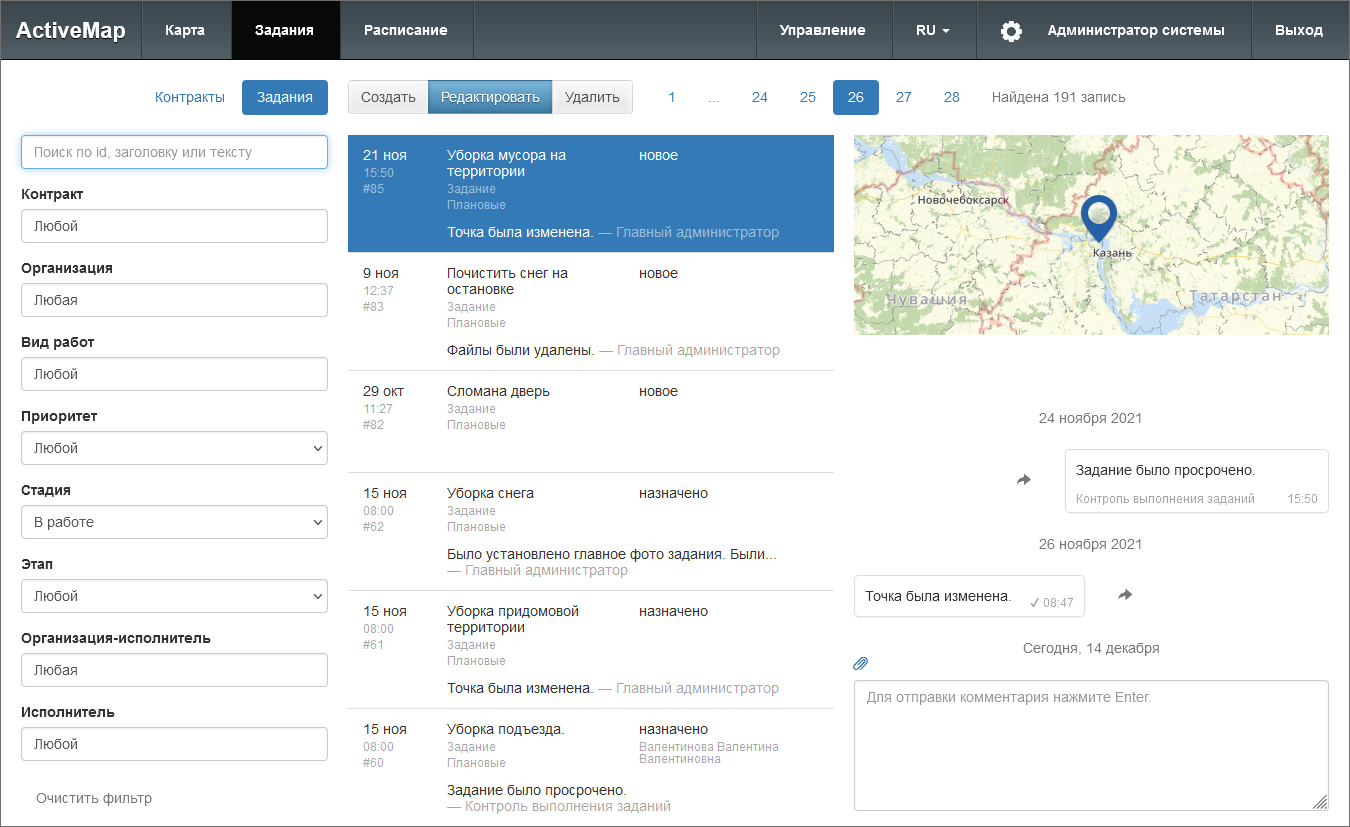 ActiveMap
Карта
Задания
Расписание
Управление
RU
Администратор системы
Выход
Контракты
Задания
Создать
Редактировать
Удалить
1
...
24
25
26
27
28
Найдена 191 запись
Поиск по id, заголовку или тексту
Контракт
Любой
Организация
Любая
Вид работ
Любой
Приоритет
Любой
Стадия
В работе
Этап
Любой
Организация-исполнитель
Любая
Исполнитель
Любой
Очистить фильтр
21 ноя
15:50
#85
Уборка мусора на
территории
Задание
Плановые
новое
Точка была изменена. — Главный администратор
9 ноя
12:37
#83
Почистить снег на
остановке
Задание
Плановые
новое
Файлы были удалены. — Главный администратор
29 окт
11:27
#82
Сломана дверь
Задание
Плановые
новое
15 ноя
08:00
#62
Уборка снега
Задание
Плановые
назначено
Было установлено главное фото задания. Были...
— Главный администратор
15 ноя
08:00
#61
Уборка придомовой
территории
Задание
Плановые
назначено
Точка была изменена. — Главный администратор
15 ноя
08:00
#60
Уборка подъезда.
Задание
Плановые
назначено
Валентинова Валентина
Валентиновна
Задание было просрочено.
— Контроль выполнения заданий
Новочебоксарск
Казань
Чувашия
Татарстан
24 ноября 2021
Задание было просрочено.
Контроль выполнения заданий 15:50
26 ноября 2021
Точка была изменена.
✓ 08:47
Сегодня, 14 декабря
Для отправки комментария нажмите Enter.